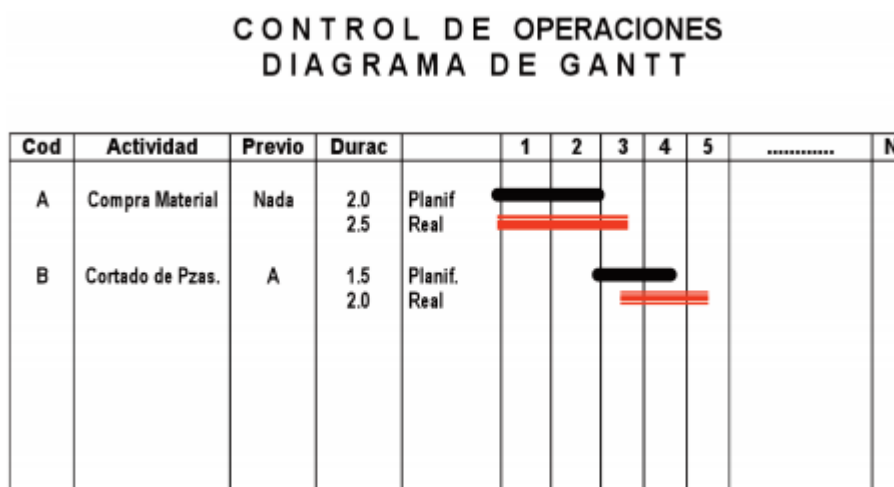 CONTROL DE OPERACIONES
DIAGRAMA DE GANTT
Cod Actividad Previo Durac 1 2 3 4 5 ............ N
A Compra Material Nada 2.0 Planif
2.5 Real
B Cortado de Pzas. A 1.5 Planif.
2.0 Real